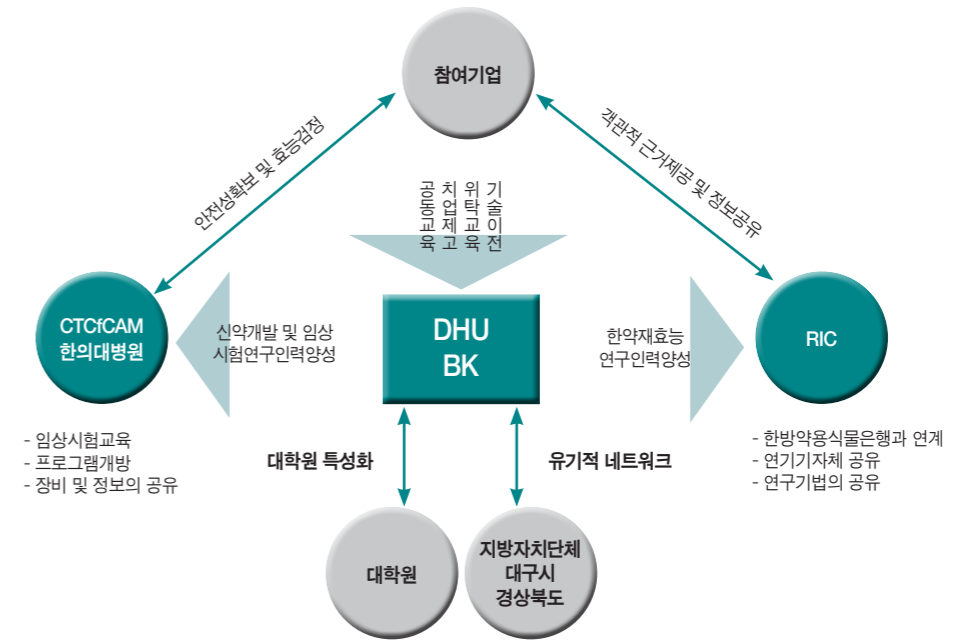 참여기업
안전성확보 및 효능검정
객관적 근거제공 및 정보공유
공동교육
치업제고
위탁교육
기술이전
CTCfCAM
한의대병원
신약개발 및 임상
시험연구인력양성
DHU
BK
한약재효능
연구인력양성
RIC
- 임상시험교육
- 프로그램개방
- 장비 및 정보의 공유
대학원 특성화
유기적 네트워크
- 한방약용식물은행과 연계
- 연기기자체 공유
- 연구기법의 공유
대학원
지방자치단체
대구시
경상북도